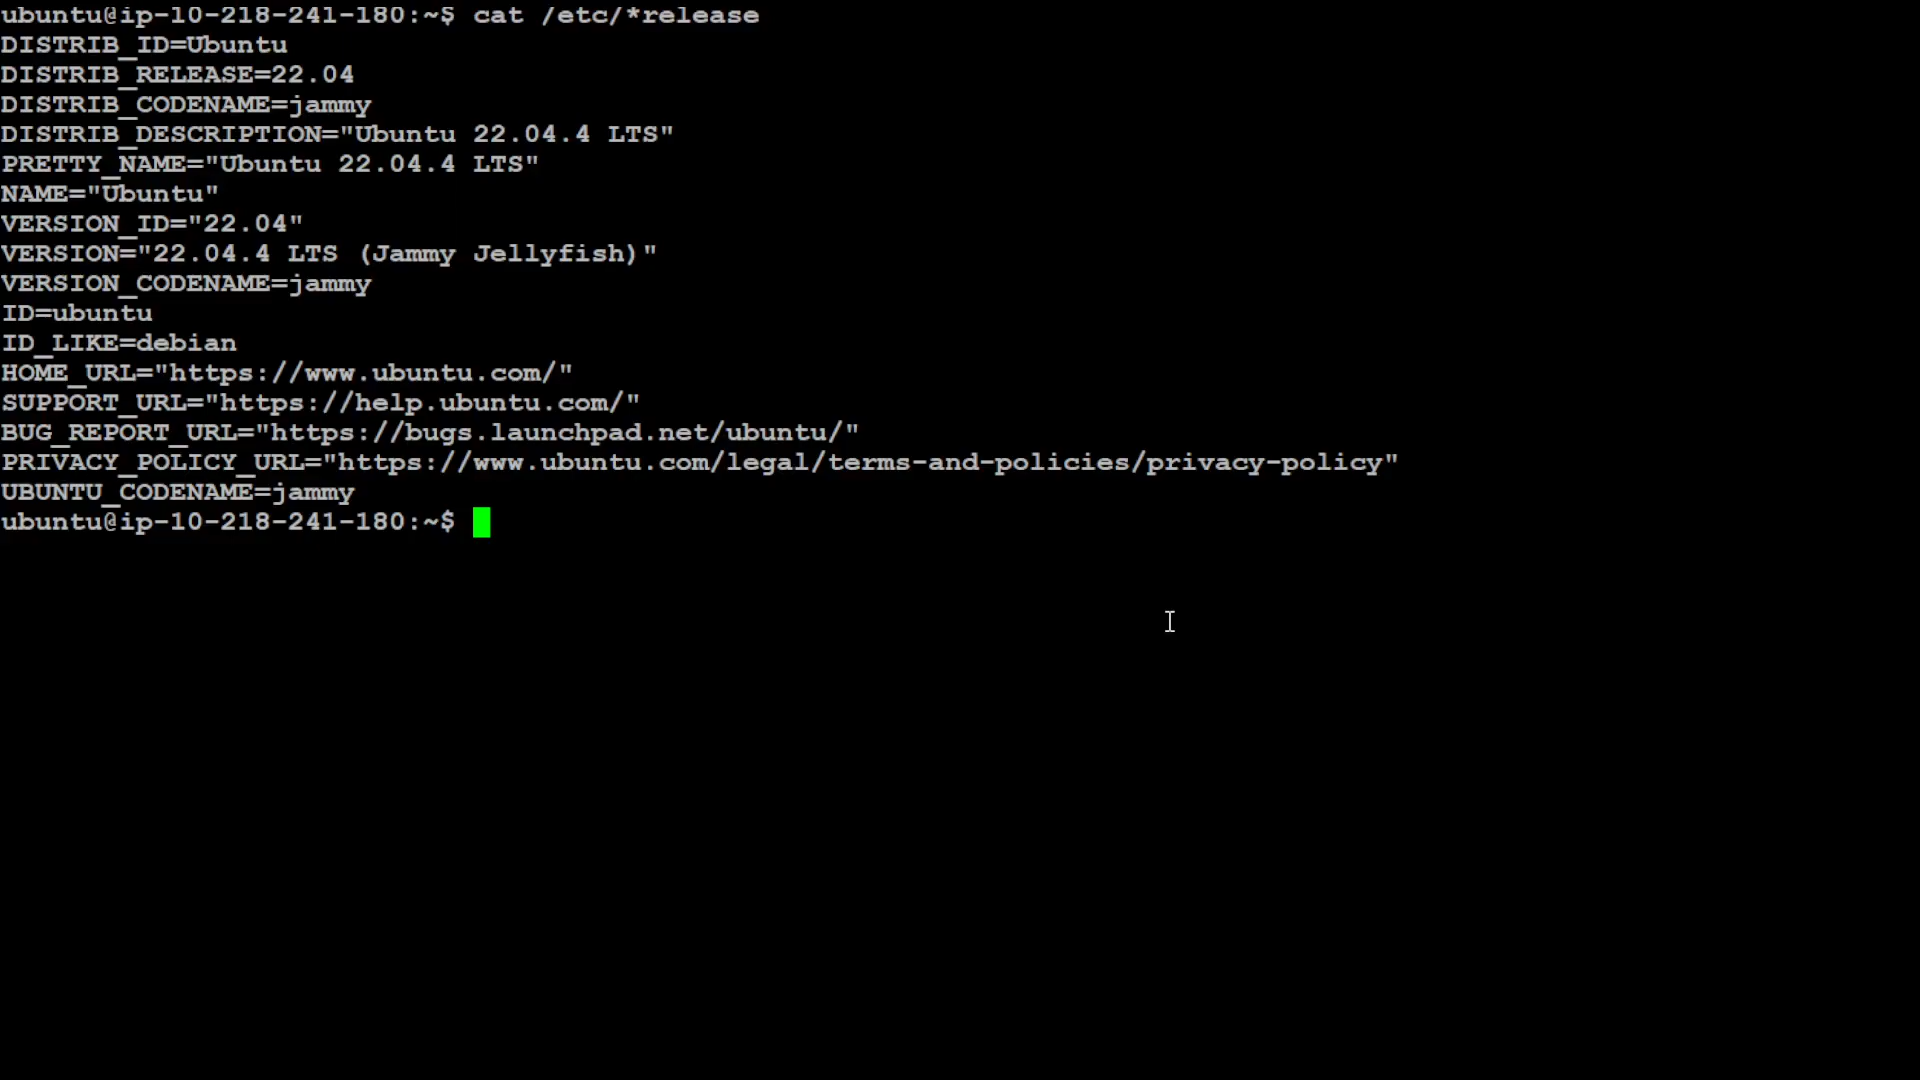 ubuntu@ip-10-218-241-180:~$ cat /etc/*release
DISTRIB_ID=Ubuntu
DISTRIB_RELEASE=22.04
DISTRIB_CODENAME=jammy
DISTRIB_DESCRIPTION="Ubuntu 22.04.4 LTS"
PRETTY_NAME="Ubuntu 22.04.4 LTS"
NAME="Ubuntu"
VERSION_ID="22.04"
VERSION="22.04.4 LTS (Jammy Jellyfish)"
VERSION_CODENAME=jammy
ID=ubuntu
ID_LIKE=debian
HOME_URL="https://www.ubuntu.com/"
SUPPORT_URL="https://help.ubuntu.com/"
BUG_REPORT_URL="https://bugs.launchpad.net/ubuntu/"
PRIVACY_POLICY_URL="https://www.ubuntu.com/legal/terms-and-policies/privacy-policy"
UBUNTU_CODENAME=jammy
ubuntu@ip-10-218-241-180:~$